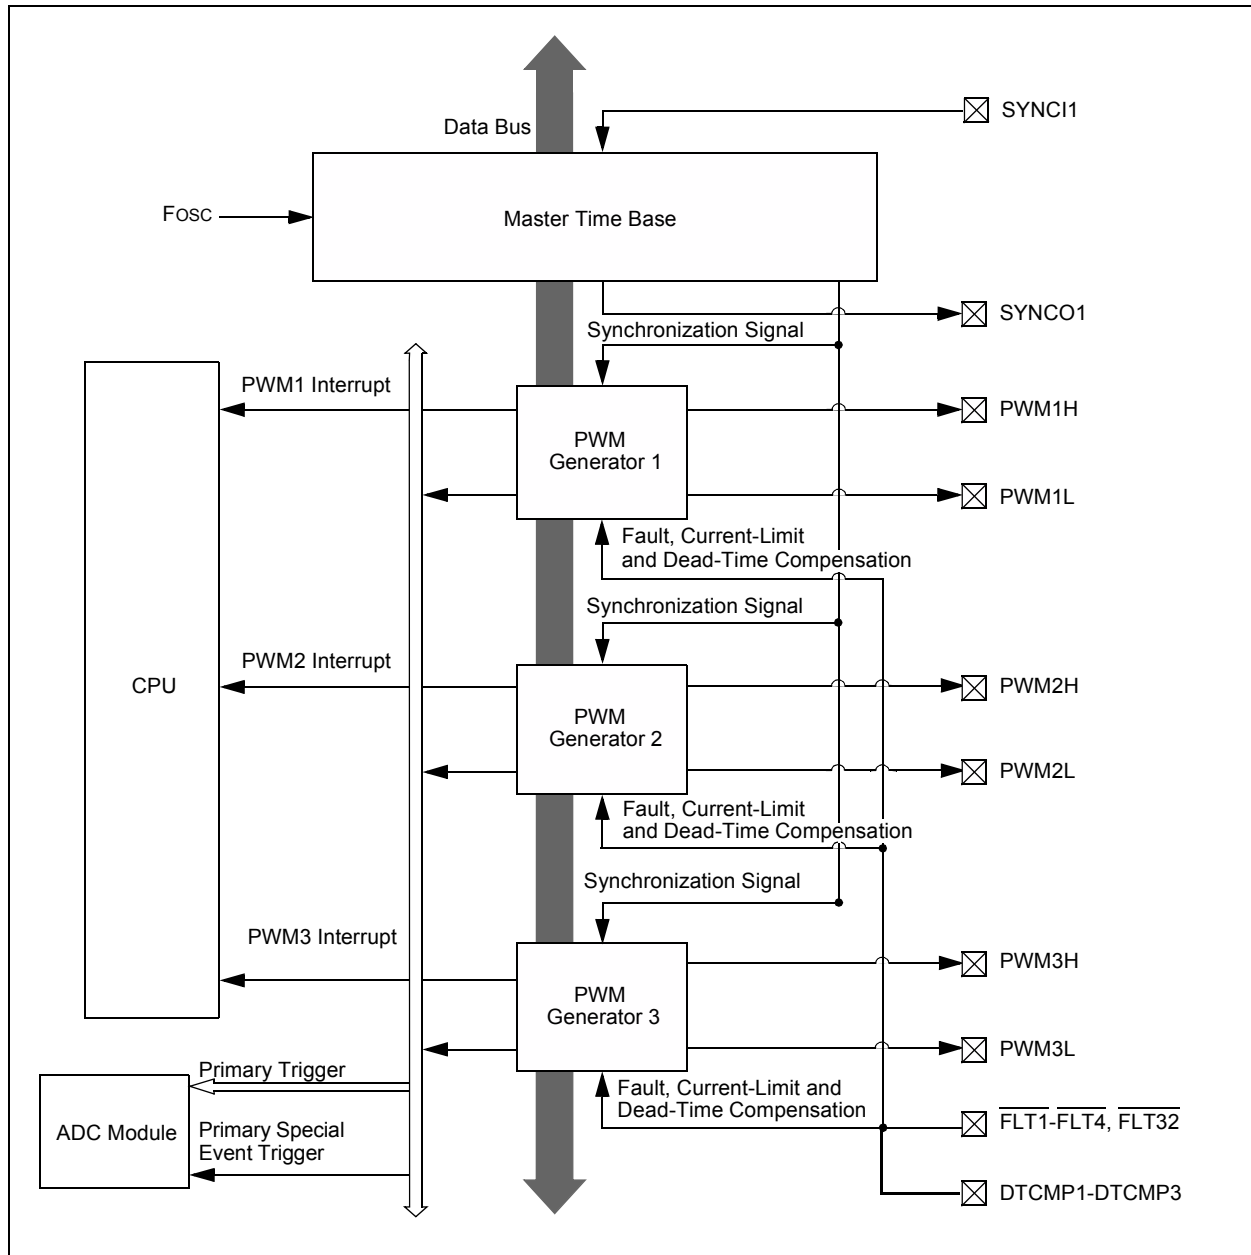 SYNCI1
Data Bus
FOSC
Master Time Base
SYNCO1
Synchronization Signal
PWM1 Interrupt
PWM
Generator 1
PWM1H
PWM1L
Fault, Current-Limit
and Dead-Time Compensation
Synchronization Signal
CPU
PWM2 Interrupt
PWM
Generator 2
PWM2H
PWM2L
Fault, Current-Limit
and Dead-Time Compensation
Synchronization Signal
PWM3 Interrupt
PWM
Generator 3
PWM3H
PWM3L
Primary Trigger
Fault, Current-Limit and
Dead-Time Compensation
ADC Module
Primary Special
Event Trigger
FLT1-FLT4, FLT32
DTCMP1-DTCMP3